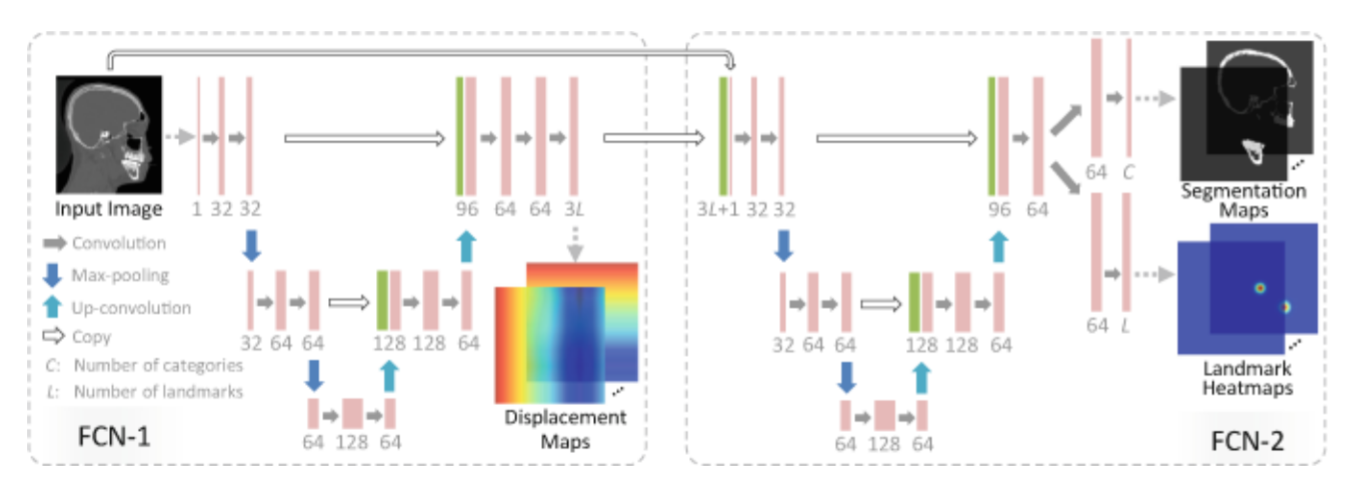 Input Image
1 32 32
96 64 64 3L
3L+1 32 32
96 64
64 C
Segmentation
Maps
Convolution
Max-pooling
Up-convolution
Copy
C: Number of categories
L: Number of landmarks
32 64 64
128 128 64
64 128 64
Displacement
Maps
FCN-1
32 64 64
128 128 64
64 128 64
64 L
Landmark
Heatmaps
FCN-2